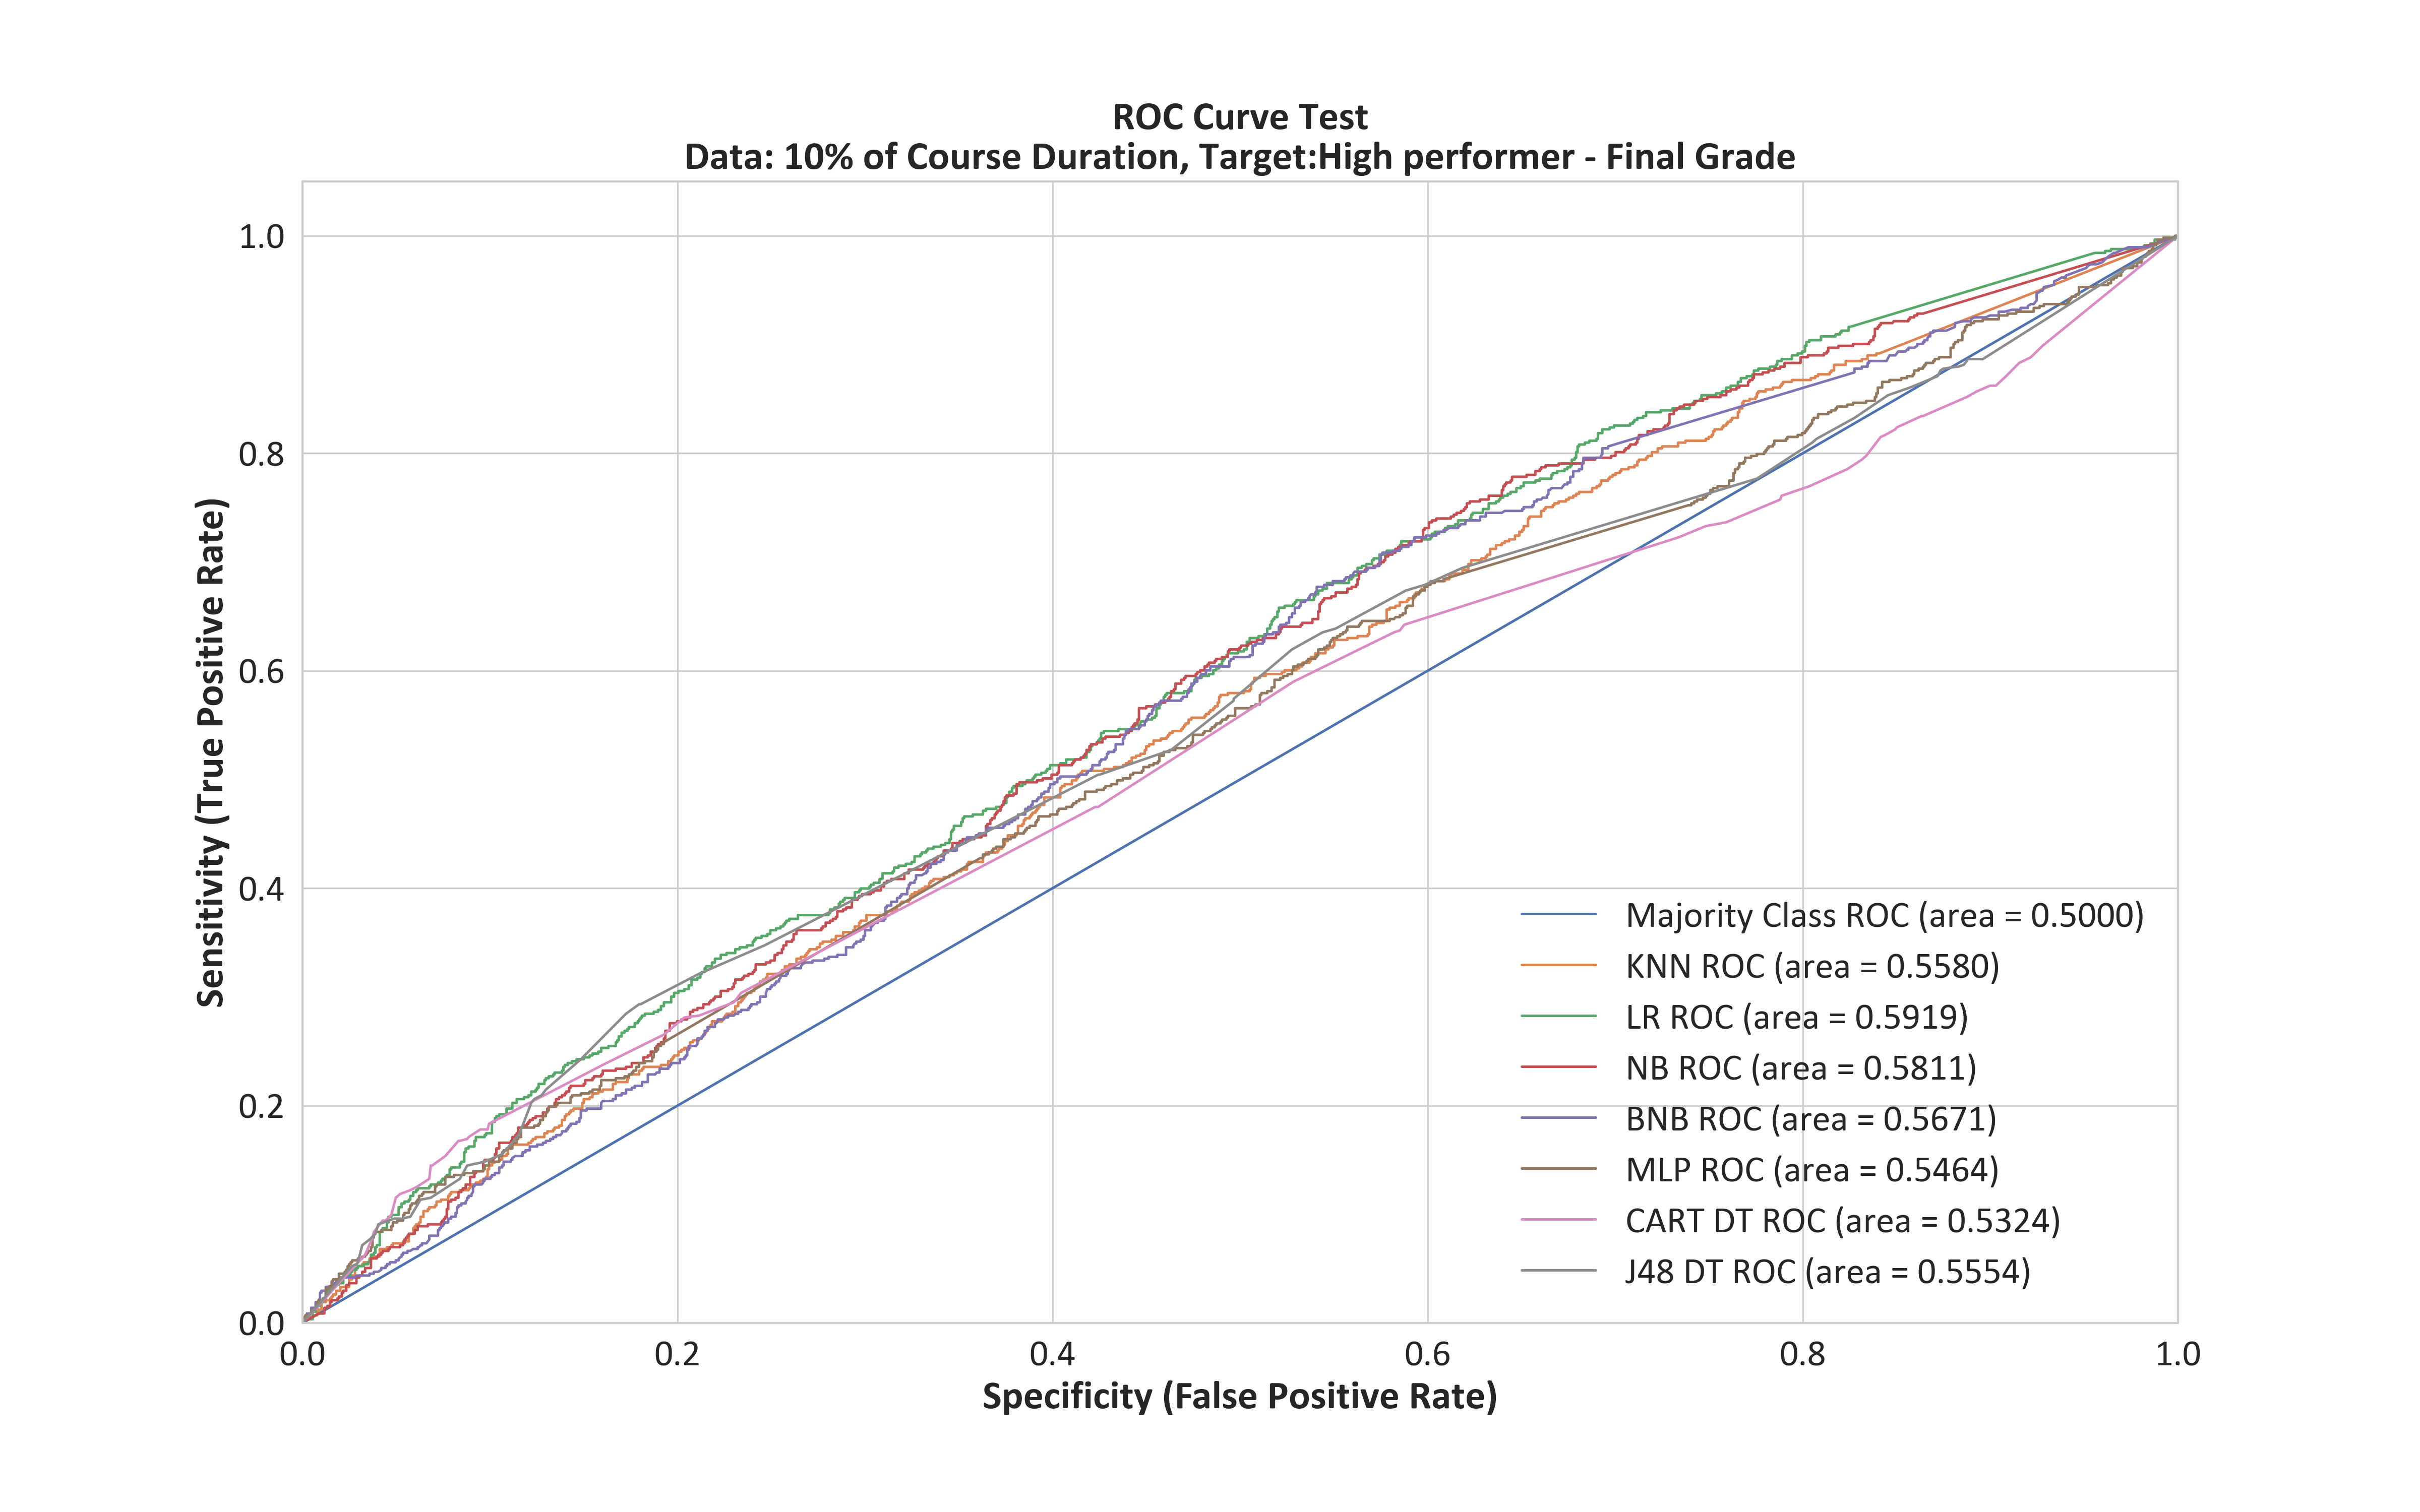 ROC Curve Test
Data: 10% of Course Duration, Target:High performer - Final Grade
Sensitivity (True Positive Rate)
1.0
0.8
0.6
0.4
0.2
0.0
Majority Class ROC (area = 0.5000)
KNN ROC (area = 0.5580)
LR ROC (area = 0.5919)
NB ROC (area = 0.5811)
BNB ROC (area = 0.5671)
MLP ROC (area = 0.5464)
CART DT ROC (area = 0.5324)
J48 DT ROC (area = 0.5554)
0.0 0.2 0.4 0.6 0.8 1.0
Specificity (False Positive Rate)